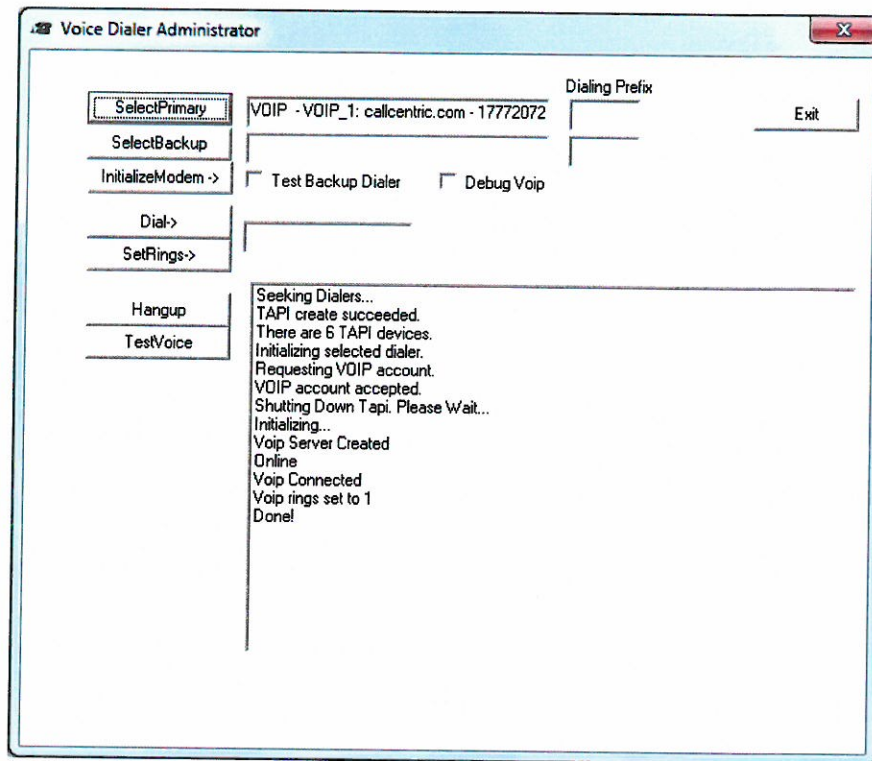 Voice Dialer Administrator
Dialing Prefix
SelectPrimary VOIP - VOIP_1: callcentric.com - 17772072 Exit
SelectBackup
InitializeModem -> Test Backup Dialer Debug Voip
Dial->
SetRings->
Hangup
TestVoice
Seeking Dialers...
TAPI create succeeded.
There are 6 TAPI devices.
Initializing selected dialer.
Requesting VOIP account.
VOIP account accepted.
Shutting Down Tapi. Please Wait...
Initializing...
Voip Server Created
Online
Voip Connected
Voip rings set to 1
Done!